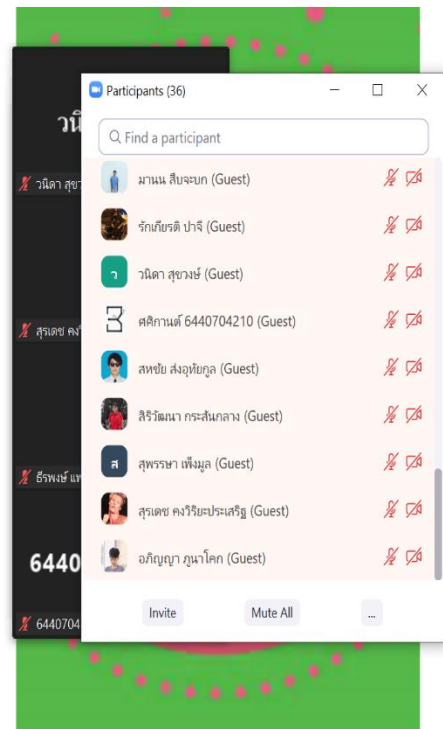 Participants (36)
วนิ
Find a participant
มานน สืบจะบก (Guest)
วนิดา สุขว
รักเกียรติ ปาจี (Guest)
ว
วนิดา สุขวงษ์ (Guest)
ศศิกานต์ 6440704210 (Guest)
สุรเดช คงวิ
สหชัย ส่งอุทัยกูล (Guest)
สิริวัฒนา กระสันกลาง (Guest)
ส
สุพรรษา เพ็งมูล (Guest)
ธีรพงษ์ แพ
สุรเดช คงวิริยะประเสริฐ (Guest)
6440
อภิญญา ภูนาโคก (Guest)
Invite
Mute All
...
6440704